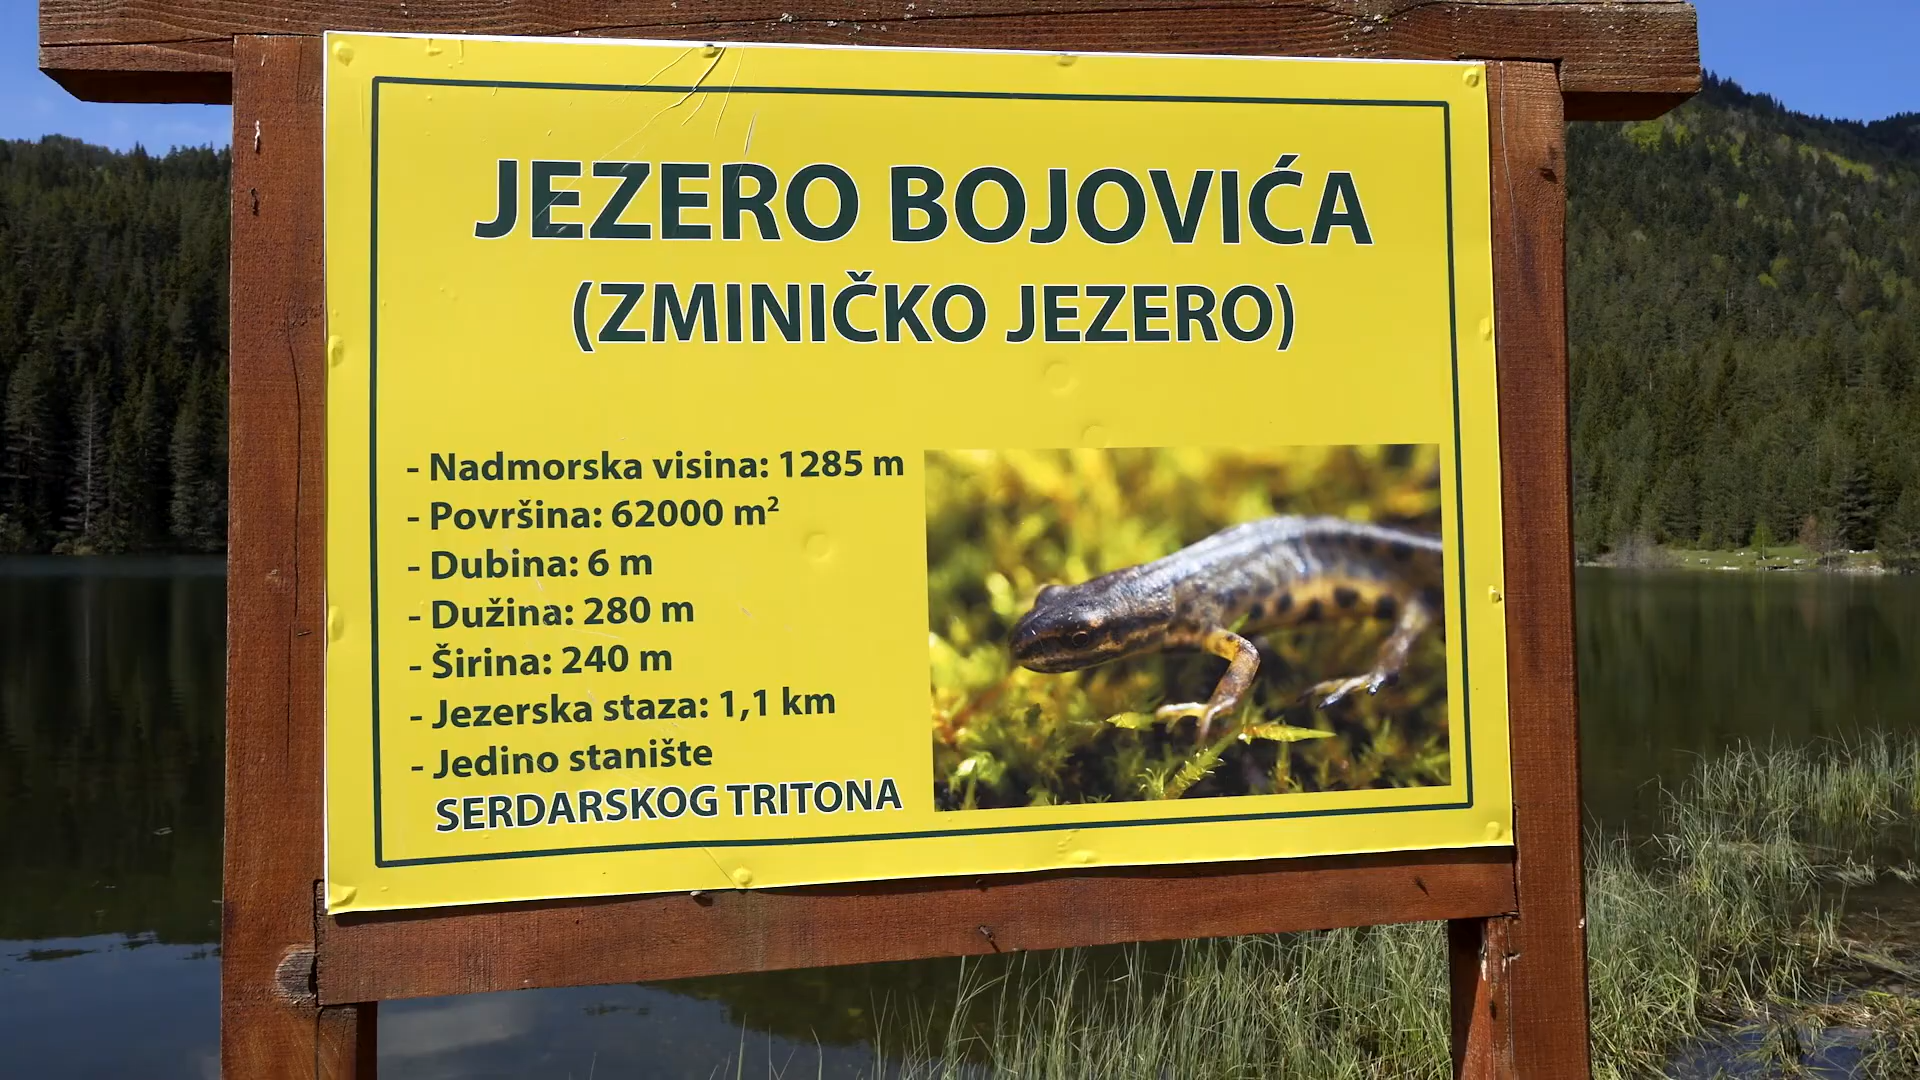 JEZERO BOJOVIĆA
(ZMINIČKO JEZERO)
- Nadmorska visina: 1285 m
- Površina: 62000 m²
- Dubina: 6 m
- Dužina: 280 m
- Širina: 240 m
- Jezerska staza: 1,1 km
- Jedino stanište
SERDARSKOG TRITONA